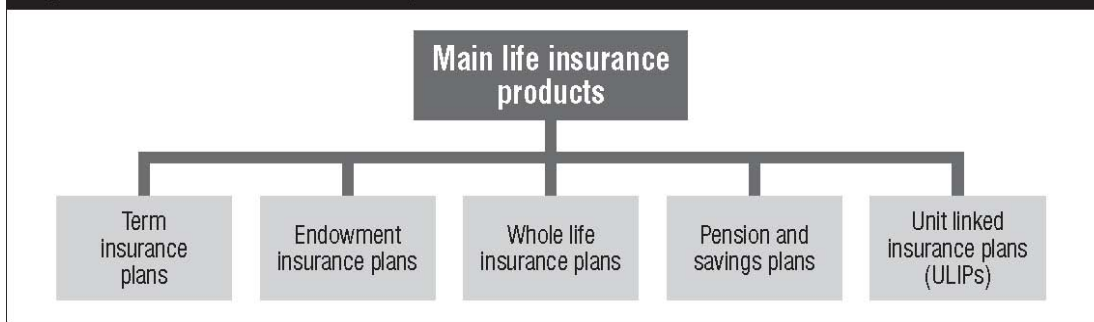 Main life insurance
products
Term
insurance
plans
Endowment
insurance plans
Whole life
insurance plans
Pension and
savings plans
Unit linked
insurance plans
(ULIPs)